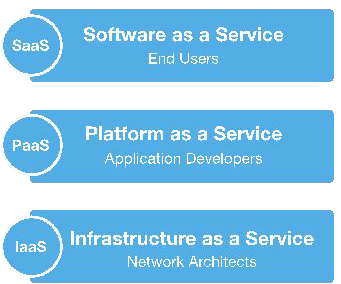 SaaS
Software as a Service
End Users
PaaS
Platform as a Service
Application Developers
IaaS
Infrastructure as a Service
Network Architects